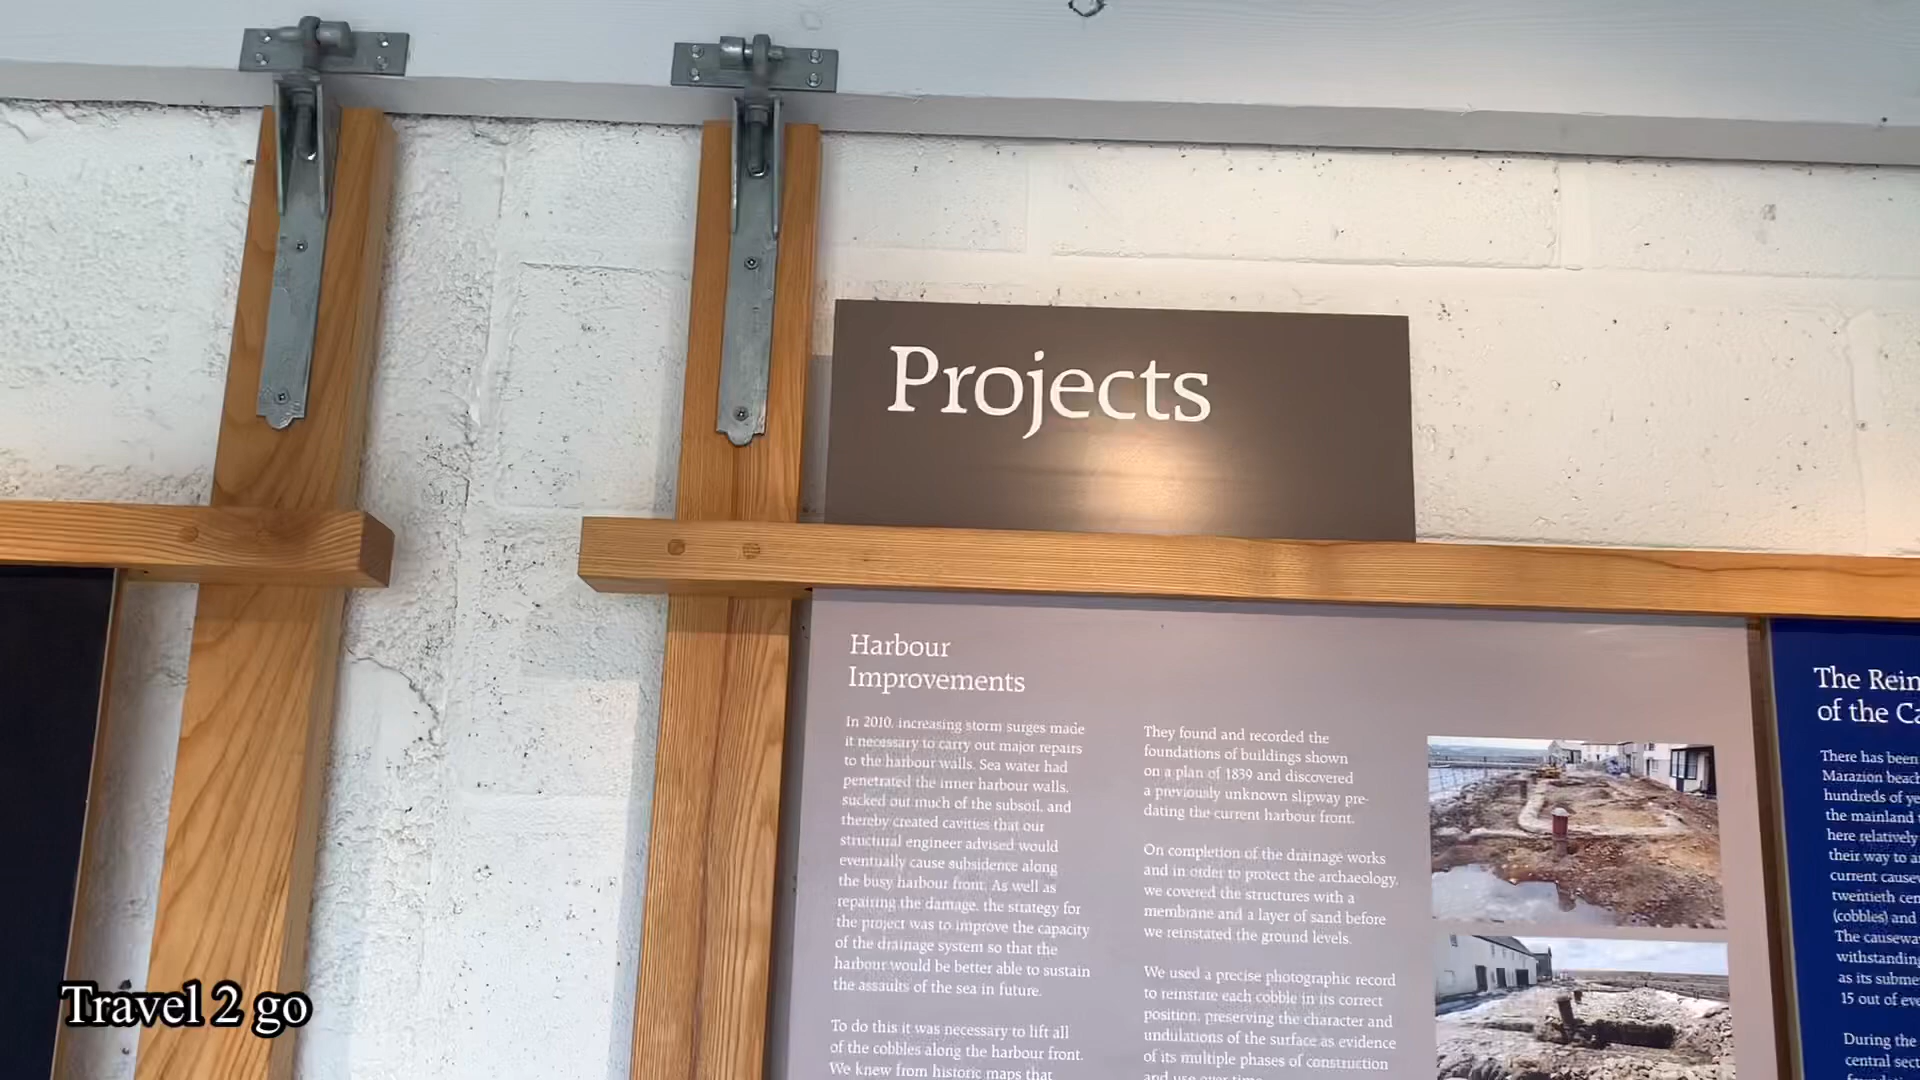 Projects
Harbour
Improvements
In 2010, increasing storm surges made
it necessary to carry out major repairs
to the harbour walls. Sea water had
penetrated the inner harbour walls,
sucked out much of the subsoil, and
thereby created cavities that our
structural engineer advised would
eventually cause subsidence along
the busy harbour front. As well as
repairing the damage, the strategy for
the project was to improve the capacity
of the drainage system so that the
harbour would be better able to sustain
the assaults of the sea in future.
To do this it was necessary to lift all
of the cobbles along the harbour front.
We knew from historic maps that
They found and recorded the
foundations of buildings shown
on a plan of 1839 and discovered
a previously unknown slipway pre-
dating the current harbour front.
On completion of the drainage works
and in order to protect the archaeology,
we covered the structures with a
membrane and a layer of sand before
we reinstated the ground levels.
We used a precise photographic record
to reinstate each cobble in its correct
position, preserving the character and
undulations of the surface as evidence
of its multiple phases of construction
and use over time.
The Rein
of the Ca
There has been
Marazion beach
hundreds of ye
the mainland
here relatively
their way to a
current causew
twentieth cen
(cobbles) and
The causewa
withstanding
as its subme
15 out of eve
During the
central sect
Travel 2 go